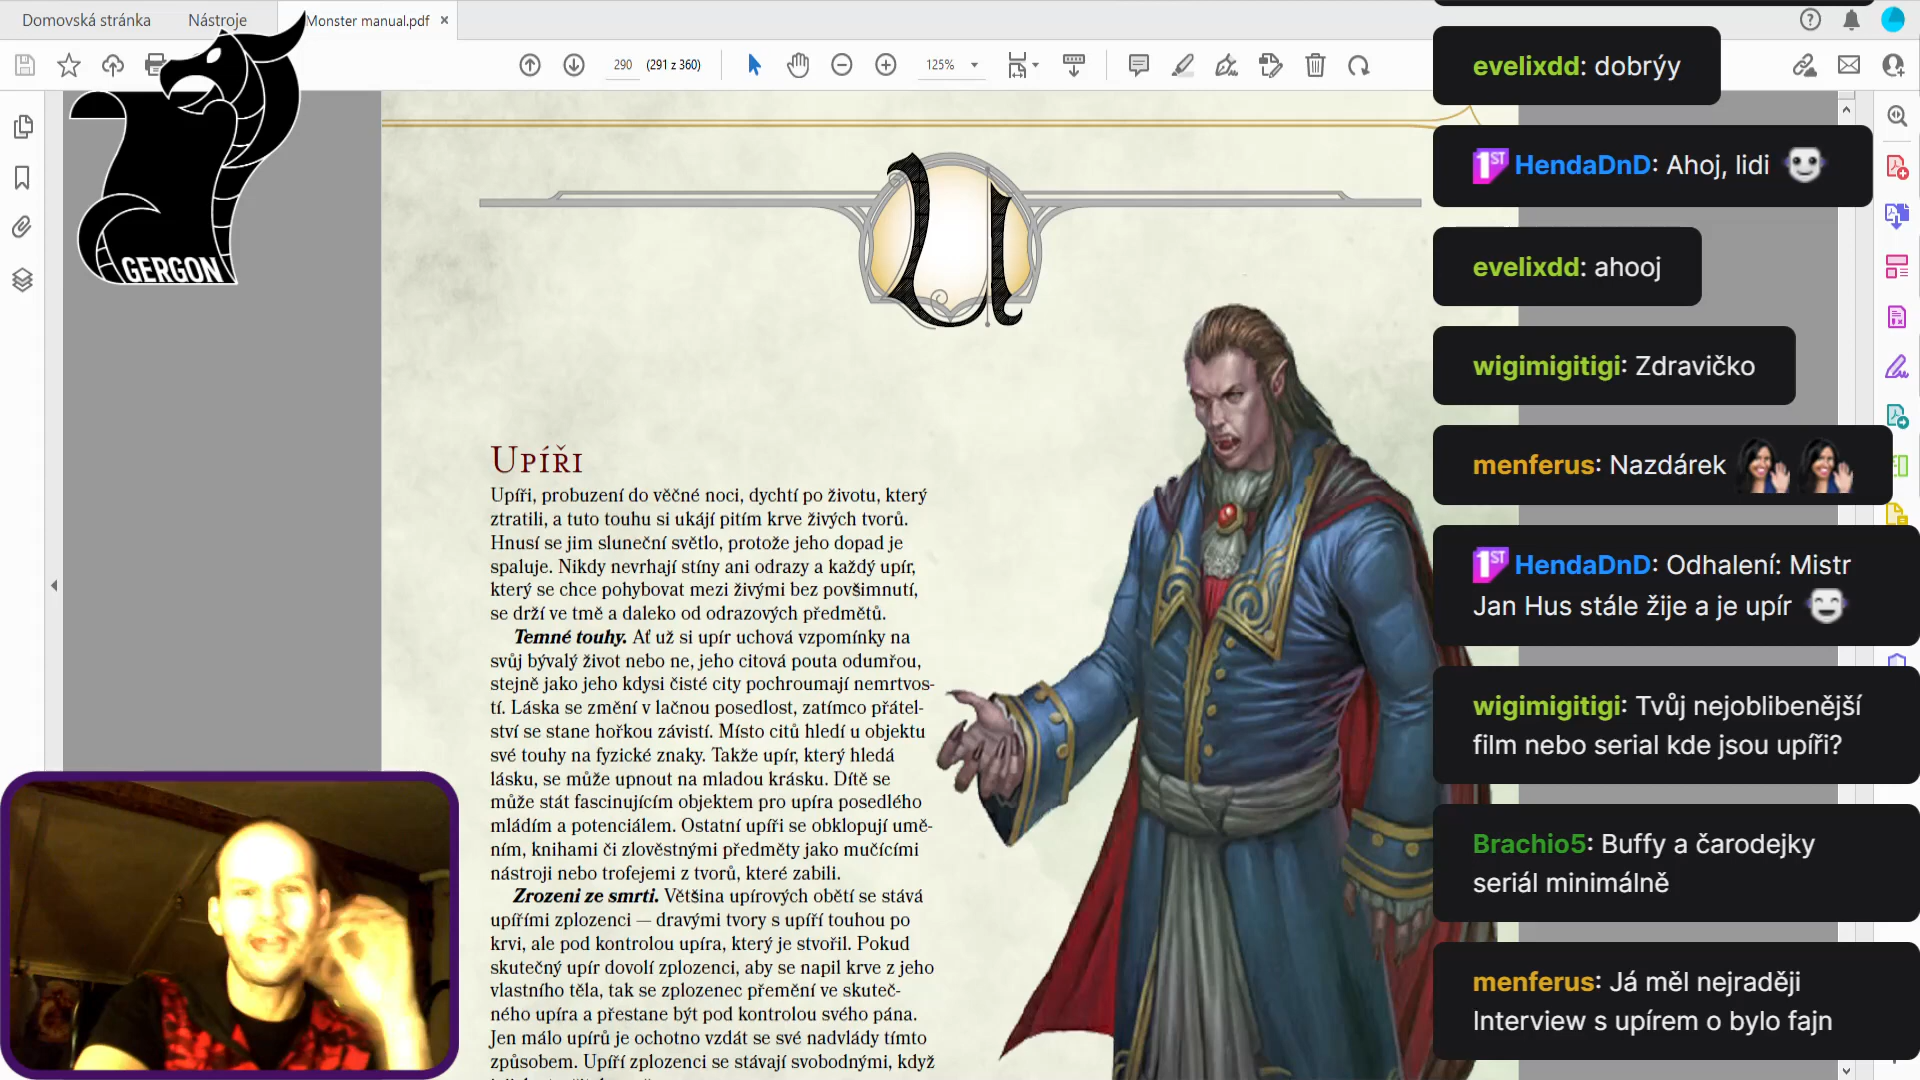 Domovská stránka
Nástroje
Monster manual.pdf
290
(291 z 360)
125%
GERGON
U
Upíři
Upíři, probuzení do věčné noci, dychtí po životu, který
ztratili, a tuto touhu si ukájí pitím krve živých tvorů.
Hnusí se jim sluneční světlo, protože jeho dopad je
spaluje. Nikdy nevrhají stíny ani odrazy a každý upír,
který se chce pohybovat mezi živými bez povšimnutí,
se drží ve tmě a daleko od odrazových předmětů.
Temné touhy. Ať už si upír uchová vzpomínky na
svůj bývalý život nebo ne, jeho citová pouta odumřou,
stejně jako jeho kdysi čisté city pochroumají nemrtvos-
tí. Láska se změní v lačnou posedlost, zatímco přátel-
ství se stane hořkou závistí. Místo citů hledí u objektu
své touhy na fyzické znaky. Takže upír, který hledá
lásku, se může upnout na mladou krásku. Dítě se
může stát fascinujícím objektem pro upíra posedlého
mládím a potenciálem. Ostatní upíři se obklopují umě-
ním, knihami či zlověstnými předměty jako mučícími
nástroji nebo trofejemi z tvorů, které zabili.
Zrozeni ze smrti. Většina upírových obětí se stává
upířími zplozenci — dravými tvory s upíří touhou po
krvi, ale pod kontrolou upíra, který je stvořil. Pokud
skutečný upír dovolí zplozenci, aby se napil krve z jeho
vlastního těla, tak se zplozenec přemění ve skuteč-
ného upíra a přestane být pod kontrolou svého pána.
Jen málo upírů je ochotno vzdát se své nadvlády tímto
způsobem. Upíří zplozenci se stávají svobodnými, když
evelixdd: dobrýy
1ST HendaDnD: Ahoj, lidi
evelixdd: ahooj
wigimigitigi: Zdravičko
menferus: Nazdárek
1ST HendaDnD: Odhalení: Mistr
Jan Hus stále žije a je upír
wigimigitigi: Tvůj nejoblibenější
film nebo serial kde jsou upíři?
Brachio5: Buffy a čarodejky
seriál minimálně
menferus: Já měl nejraději
Interview s upírem o bylo fajn